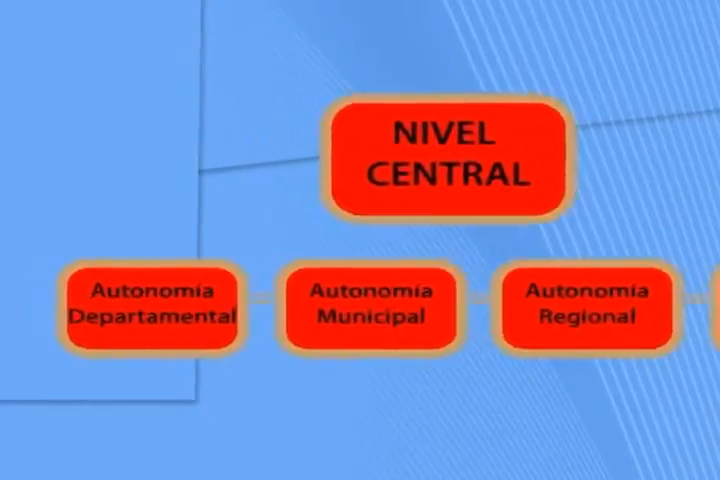 NIVEL
CENTRAL
Autonomía
Departamental
Autonomía
Municipal
Autonomía
Regional